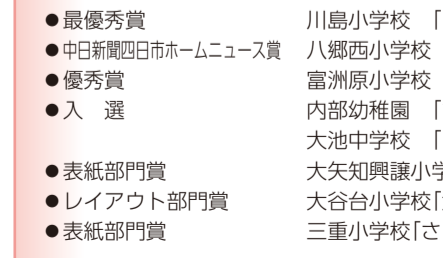 ●最優秀賞　川島小学校　「
●中日新聞四日市ホームニュース賞　八郷西小学校
●優秀賞　富洲原小学校
●入　選　内部幼稚園　「
大池中学校　「
●表紙部門賞　大矢知興譲小学
●レイアウト部門賞　大谷台小学校「
●表紙部門賞　三重小学校「さ